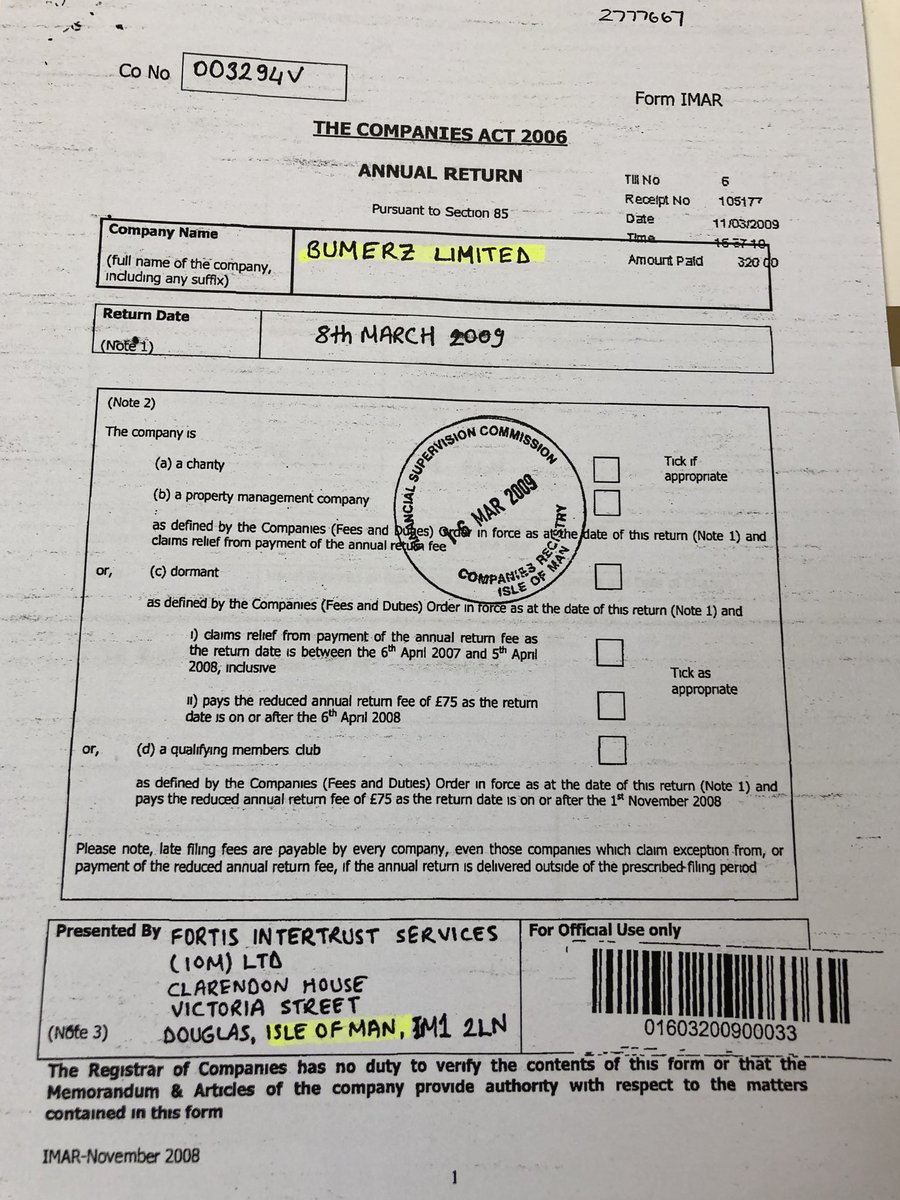 2777667
Co No 003294V
Form IMAR
THE COMPANIES ACT 2006
ANNUAL RETURN
Pursuant to Section 85
Till No 6
Receipt No 105177
Date 11/03/2009
Time
Amount Paid 320 00
Company Name
(full name of the company,
including any suffix)
BUMERZ LIMITED
Return Date
(Note 1)
8th MARCH 2009
(Note 2)
The company is
(a) a charity
(b) a property management company
Tick if
appropriate
as defined by the Companies (Fees and Duties) Order in force as at the date of this return (Note 1) and
claims relief from payment of the annual return fee
FINANCIAL SUPERVISION COMMISSION
16 MAR 2009
COMPANIES REGISTRY
ISLE OF MAN
or, (c) dormant
as defined by the Companies (Fees and Duties) Order in force as at the date of this return (Note 1) and
i) claims relief from payment of the annual return fee as
the return date is between the 6th April 2007 and 5th April
2008, inclusive
Tick as
appropriate
ii) pays the reduced annual return fee of £75 as the return
date is on or after the 6th April 2008
or, (d) a qualifying members club
as defined by the Companies (Fees and Duties) Order in force as at the date of this return (Note 1) and
pays the reduced annual return fee of £75 as the return date is on or after the 1st November 2008
Please note, late filing fees are payable by every company, even those companies which claim exception from, or
payment of the reduced annual return fee, if the annual return is delivered outside of the prescribed filing period
Presented By
(Note 3)
FORTIS INTERTRUST SERVICES
(IOM) LTD
CLARENDON HOUSE
VICTORIA STREET
DOUGLAS, ISLE OF MAN, IM1 2LN
For Official Use only
01603200900033
The Registrar of Companies has no duty to verify the contents of this form or that the
Memorandum & Articles of the company provide authority with respect to the matters
contained in this form
IMAR-November 2008
1